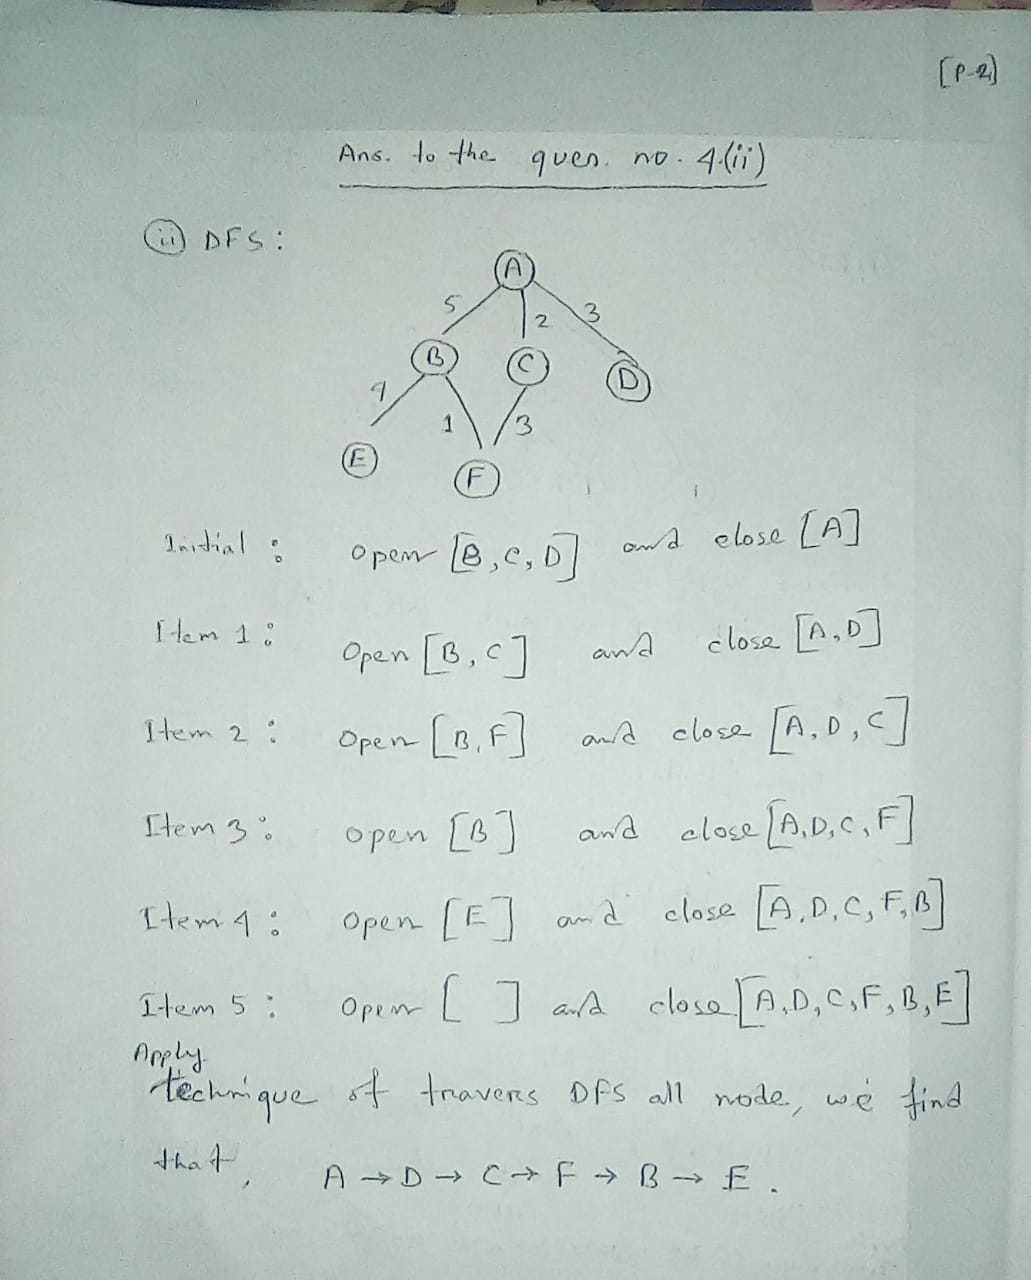 [P-2]
Ans. to the ques. no. 4.(ii)
(ii) DFS:
A
5 2 3
B C D
9 1 3
E F
Initial : open [B,C,D] and close [A]
Item 1 : Open [B,C] and close [A,D]
Item 2 : Open [B,F] and close [A,D,C]
Item 3 : open [B] and close [A,D,C,F]
Item 4 : open [E] and close [A,D,C,F,B]
Item 5 : Open [ ] and close [A,D,C,F,B,E]
Apply
technique of travers DFS all node, we find
that, A → D → C → F → B → E.